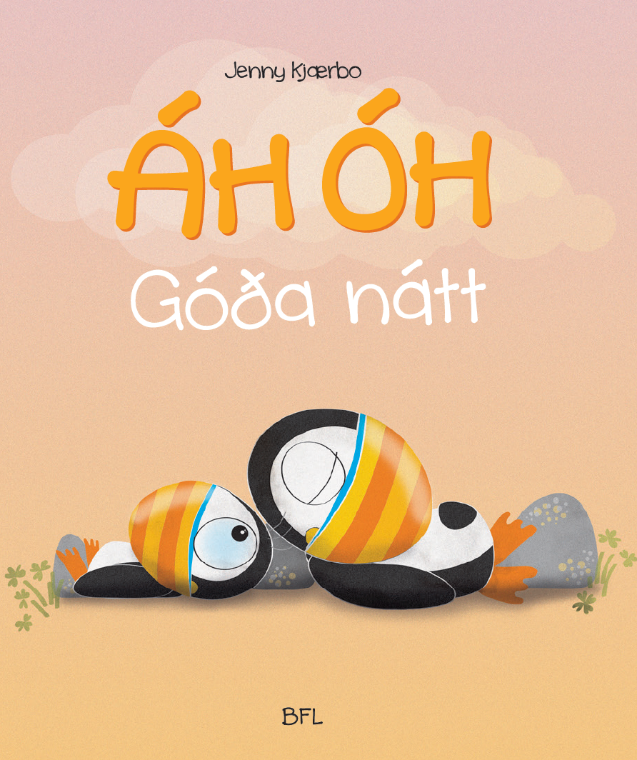 Jenny Kjærbo
ÁH ÓH
Góða nátt
BFL